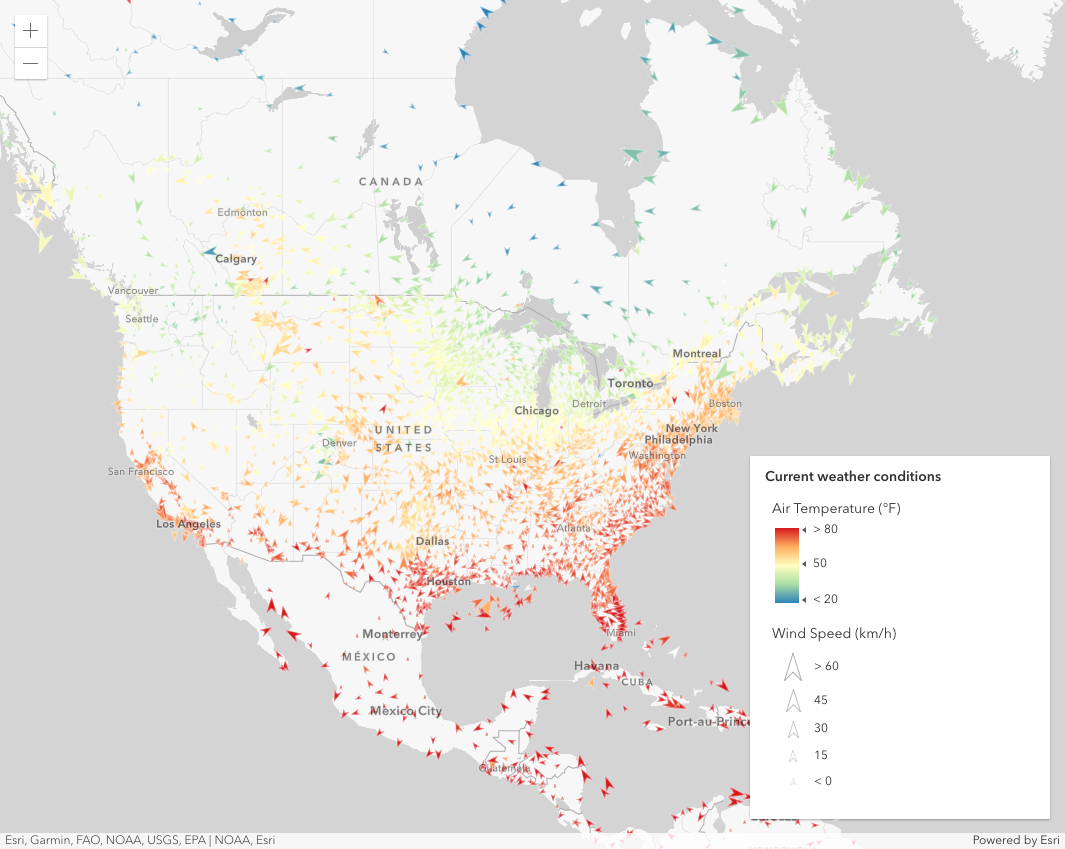 +
−
CANADA
Edmonton
Calgary
Vancouver
Seattle
Montreal
Toronto
Detroit
Boston
Chicago
UNITED
STATES
New York
Philadelphia
Denver
Washington
St Louis
San Francisco
Los Angeles
Atlanta
Dallas
Houston
Monterrey
Miami
MÉXICO
Havana
CUBA
Mexico City
Port-au-Prince
Guatemala
Current weather conditions
Air Temperature (°F)
> 80
50
< 20
Wind Speed (km/h)
> 60
45
30
15
< 0
Esri, Garmin, FAO, NOAA, USGS, EPA | NOAA, Esri
Powered by Esri